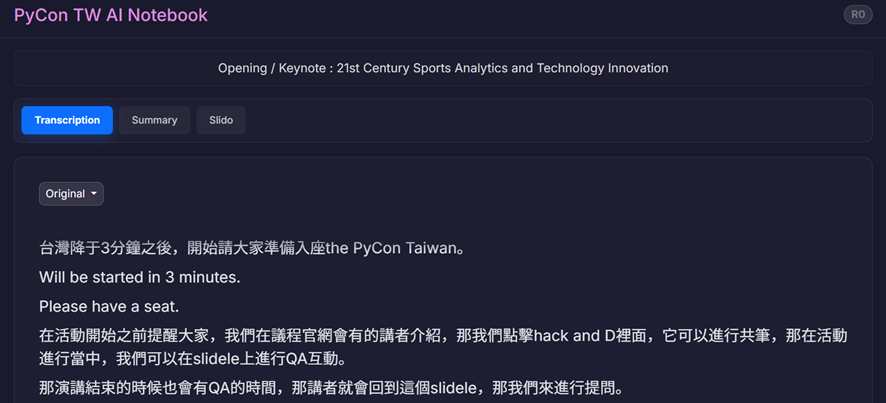 PyCon TW AI Notebook
R0
Opening / Keynote : 21st Century Sports Analytics and Technology Innovation
Transcription
Summary
Slido
Original
台灣降于3分鐘之後，開始請大家準備入座the PyCon Taiwan。
Will be started in 3 minutes.
Please have a seat.
在活動開始之前提醒大家，我們在議程官網會有的講者介紹，那我們點擊hack and D裡面，它可以進行共筆，那在活動
進行當中，我們可以在slidele上進行QA互動。
那演講結束的時候也會有QA的時間，那講者就會回到這個slidele，那我們來進行提問。